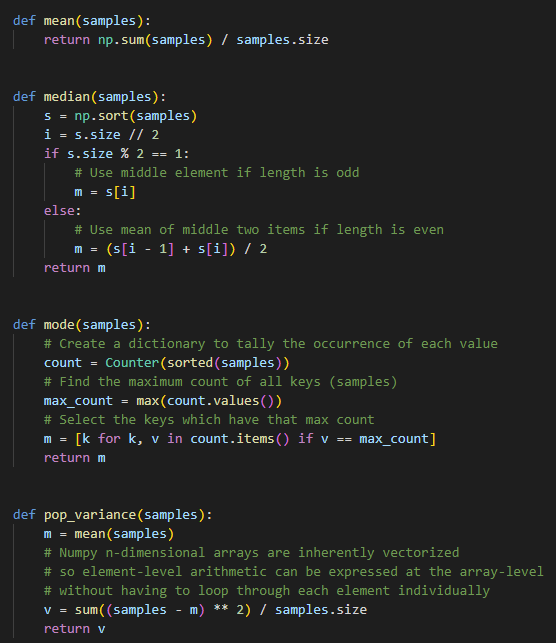 def mean(samples):
    return np.sum(samples) / samples.size
def median(samples):
    s = np.sort(samples)
    i = s.size // 2
    if s.size % 2 == 1:
        # Use middle element if length is odd
        m = s[i]
    else:
        # Use mean of middle two items if length is even
        m = (s[i - 1] + s[i]) / 2
    return m
def mode(samples):
    # Create a dictionary to tally the occurrence of each value
    count = Counter(sorted(samples))
    # Find the maximum count of all keys (samples)
    max_count = max(count.values())
    # Select the keys which have that max count
    m = [k for k, v in count.items() if v == max_count]
    return m
def pop_variance(samples):
    m = mean(samples)
    # Numpy n-dimensional arrays are inherently vectorized
    # so element-level arithmetic can be expressed at the array-level
    # without having to loop through each element individually
    v = sum((samples - m) ** 2) / samples.size
    return v